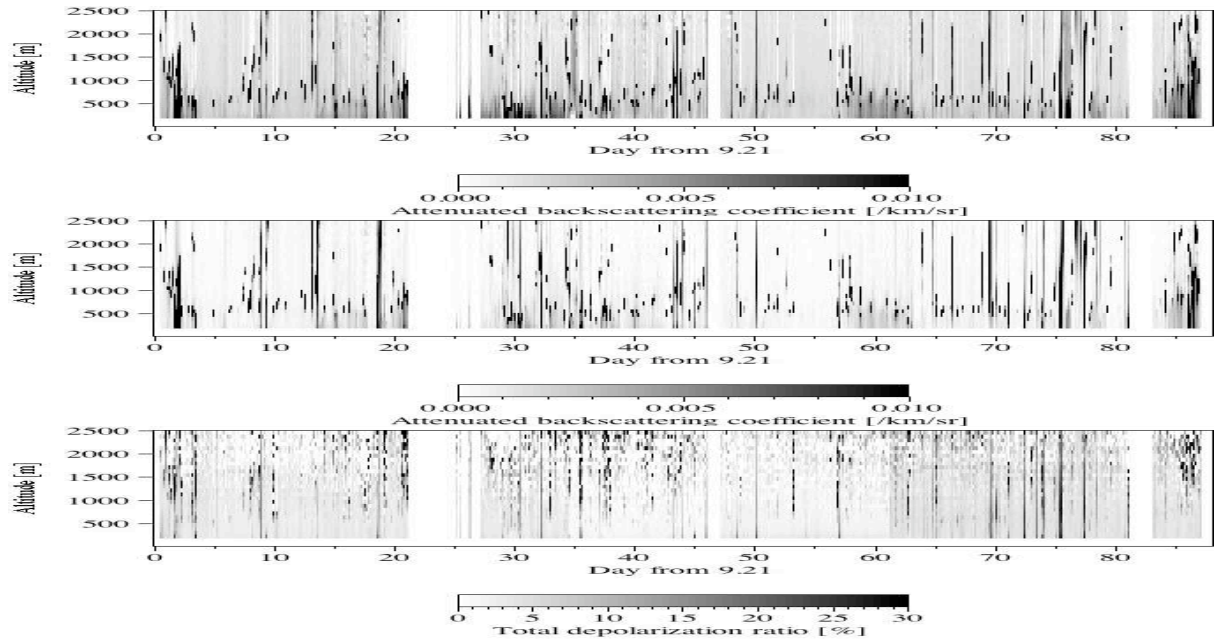 2500
2000
1500
1000
500
Altitude [m]
0 10 20 30 40 50 60 70 80
Day from 9.21
0.000 0.005 0.010
Attenuated backscattering coefficient [/km/sr]
2500
2000
1500
1000
500
Altitude [m]
0 10 20 30 40 50 60 70 80
Day from 9.21
0.000 0.005 0.010
Attenuated backscattering coefficient [/km/sr]
2500
2000
1500
1000
500
Altitude [m]
0 10 20 30 40 50 60 70 80
Day from 9.21
0 5 10 15 20 25 30
Total depolarization ratio [%]